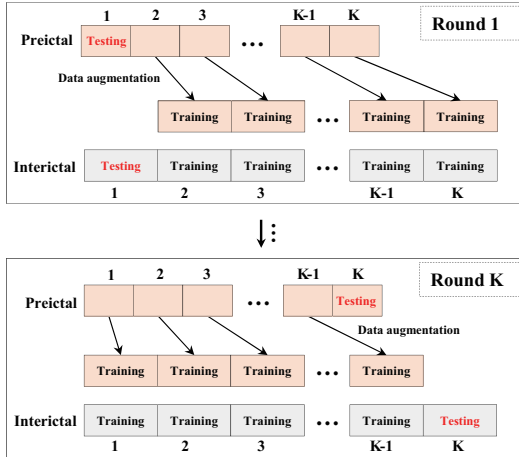 1 2 3 K-1 K
Round 1
Preictal Testing ...
Data augmentation
Training Training ... Training Training
Interictal Testing Training Training ... Training Training
1 2 3 K-1 K
1 2 3 K-1 K
Round K
Preictal ... Testing
Data augmentation
Training Training Training ... Training
Interictal Training Training Training ... Training Testing
1 2 3 K-1 K